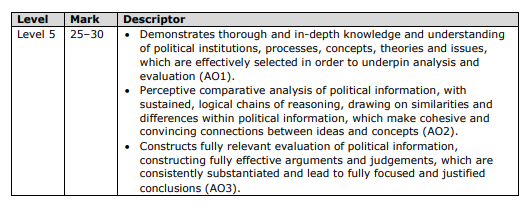 Level Mark Descriptor
Level 5 25–30 • Demonstrates thorough and in-depth knowledge and understanding
of political institutions, processes, concepts, theories and issues,
which are effectively selected in order to underpin analysis and
evaluation (AO1).
• Perceptive comparative analysis of political information, with
sustained, logical chains of reasoning, drawing on similarities and
differences within political information, which make cohesive and
convincing connections between ideas and concepts (AO2).
• Constructs fully relevant evaluation of political information,
constructing fully effective arguments and judgements, which are
consistently substantiated and lead to fully focused and justified
conclusions (AO3).